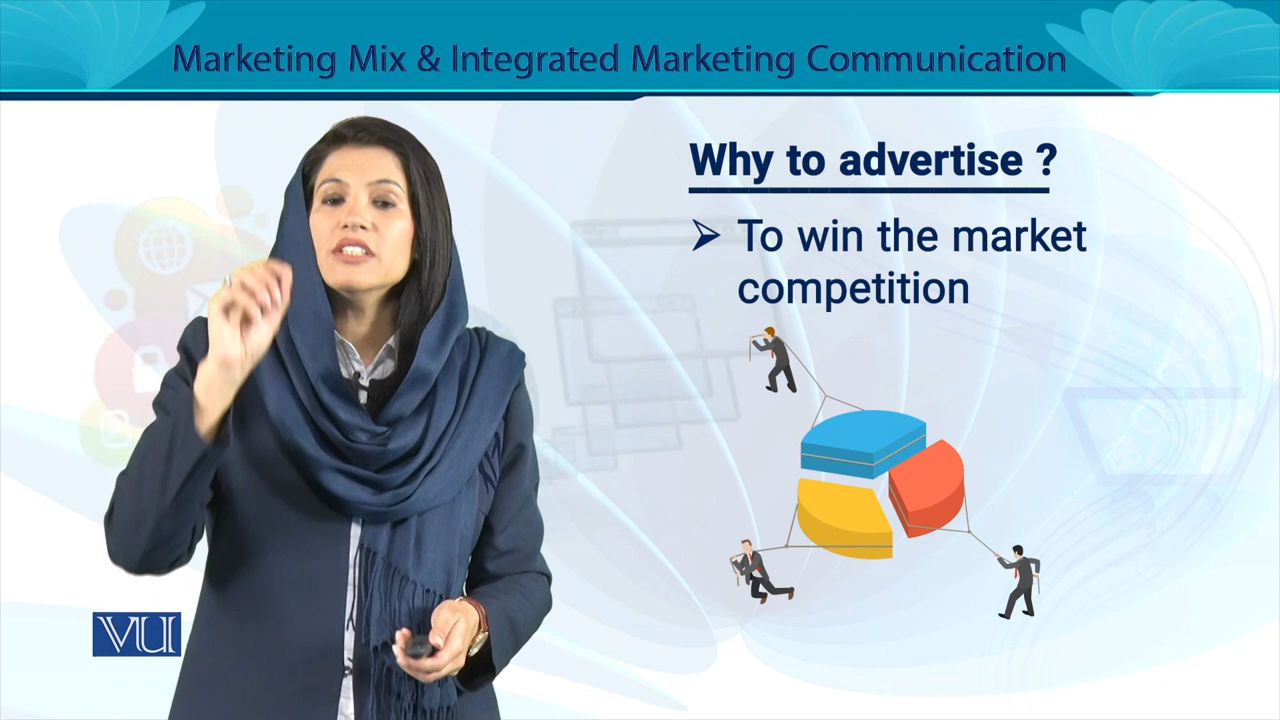 Marketing Mix & Integrated Marketing Communication
Why to advertise ?
➢ To win the market
competition
VU